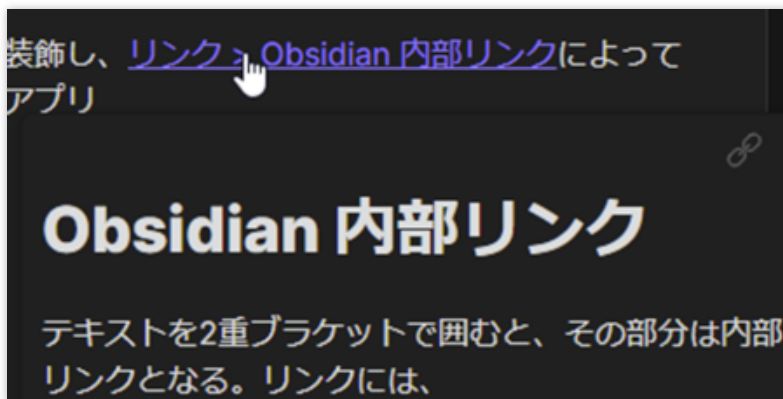 装飾し、リンク > Obsidian 内部リンクによって
アプリ
Obsidian 内部リンク
テキストを2重ブラケットで囲むと、その部分は内部
リンクとなる。リンクには、